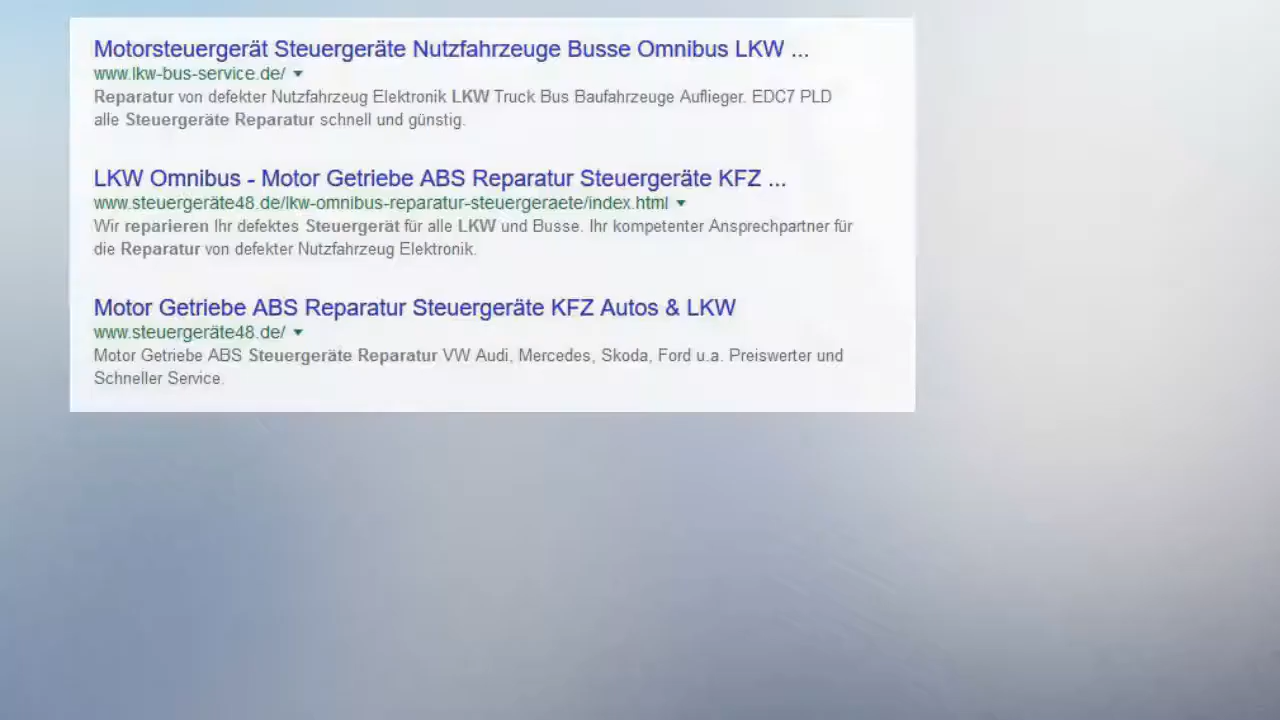 Motorsteuergerät Steuergeräte Nutzfahrzeuge Busse Omnibus LKW ...
www.lkw-bus-service.de/
Reparatur von defekter Nutzfahrzeug Elektronik LKW Truck Bus Baufahrzeuge Auflieger. EDC7 PLD
alle Steuergeräte Reparatur schnell und günstig.
LKW Omnibus - Motor Getriebe ABS Reparatur Steuergeräte KFZ ...
www.steuergeräte48.de/lkw-omnibus-reparatur-steuergeraete/index.html
Wir reparieren Ihr defektes Steuergerät für alle LKW und Busse. Ihr kompetenter Ansprechpartner für
die Reparatur von defekter Nutzfahrzeug Elektronik.
Motor Getriebe ABS Reparatur Steuergeräte KFZ Autos & LKW
www.steuergeräte48.de/
Motor Getriebe ABS Steuergeräte Reparatur VW Audi, Mercedes, Skoda, Ford u.a. Preiswerter und
Schneller Service.